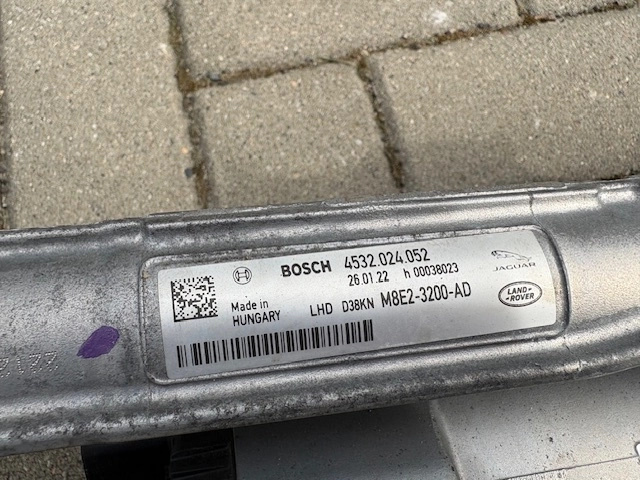 BOSCH 4532.024.052
26.01.22 h 00038023
JAGUAR
Made in
HUNGARY
LHD D38KN M8E2-3200-AD
LAND-
ROVER